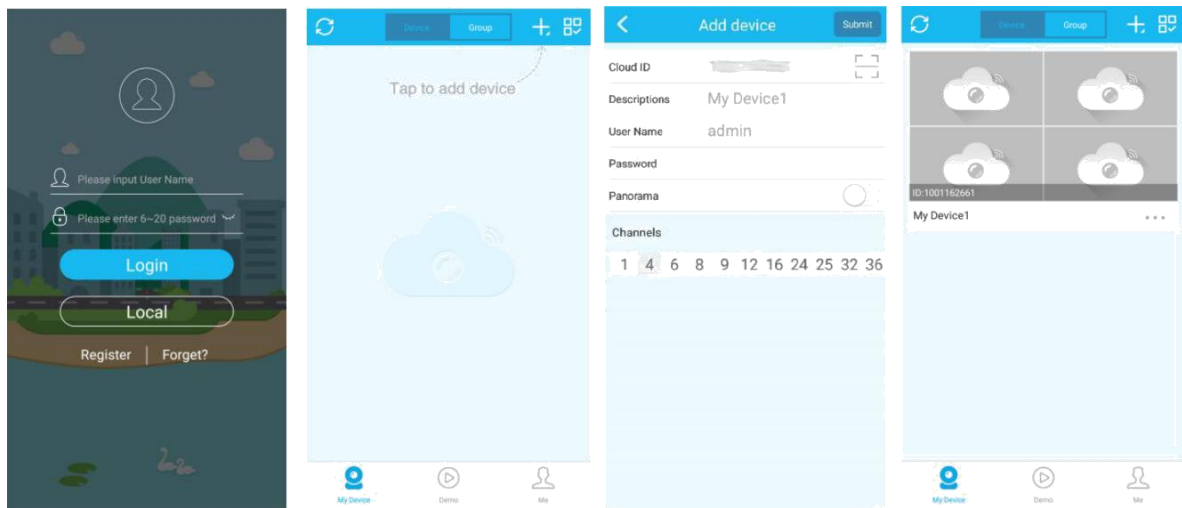 Please input User Name
Please enter 6~20 password
Login
Local
Register | Forget?
Device Group
Tap to add device
My Device Demo Me
Add device Submit
Cloud ID
Descriptions My Device1
User Name admin
Password
Panorama
Channels
1 4 6 8 9 12 16 24 25 32 36
Device Group
ID:1001162661
My Device1
My Device Demo Me